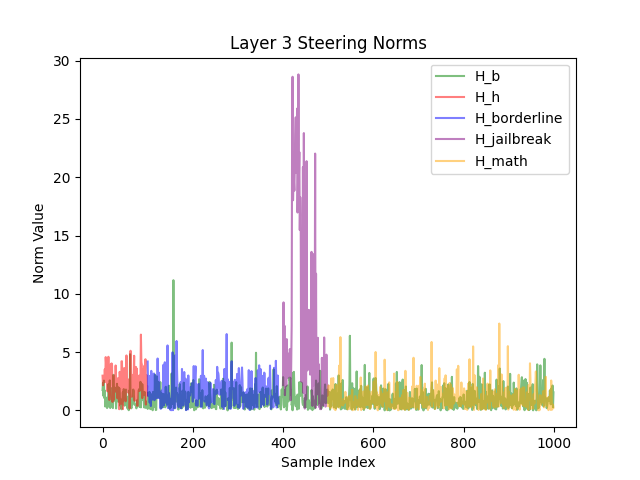 Layer 3 Steering Norms
30
25
20
15
10
5
0
Norm Value
H_b
H_h
H_borderline
H_jailbreak
H_math
0 200 400 600 800 1000
Sample Index